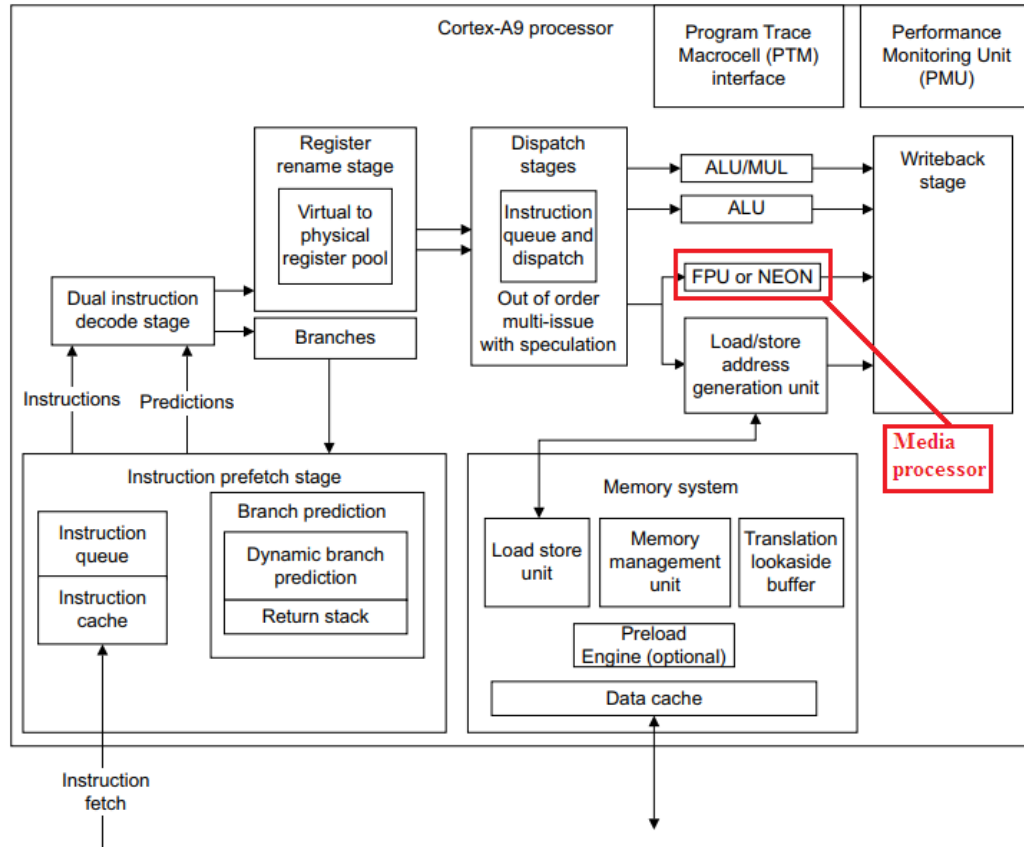 Cortex-A9 processor
Program Trace
Macrocell (PTM)
interface
Performance
Monitoring Unit
(PMU)
Register
rename stage
Virtual to
physical
register pool
Dispatch
stages
Instruction
queue and
dispatch
Out of order
multi-issue
with speculation
ALU/MUL
ALU
FPU or NEON
Load/store
address
generation unit
Writeback
stage
Dual instruction
decode stage
Branches
Instructions
Predictions
Media
processor
Instruction prefetch stage
Instruction
queue
Instruction
cache
Branch prediction
Dynamic branch
prediction
Return stack
Memory system
Load store
unit
Memory
management
unit
Translation
lookaside
buffer
Preload
Engine (optional)
Data cache
Instruction
fetch